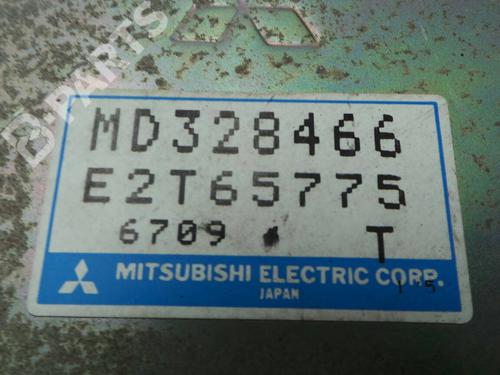 B-PARTS
MD328466
E2T65775
6709
T
MITSUBISHI ELECTRIC CORP.
JAPAN